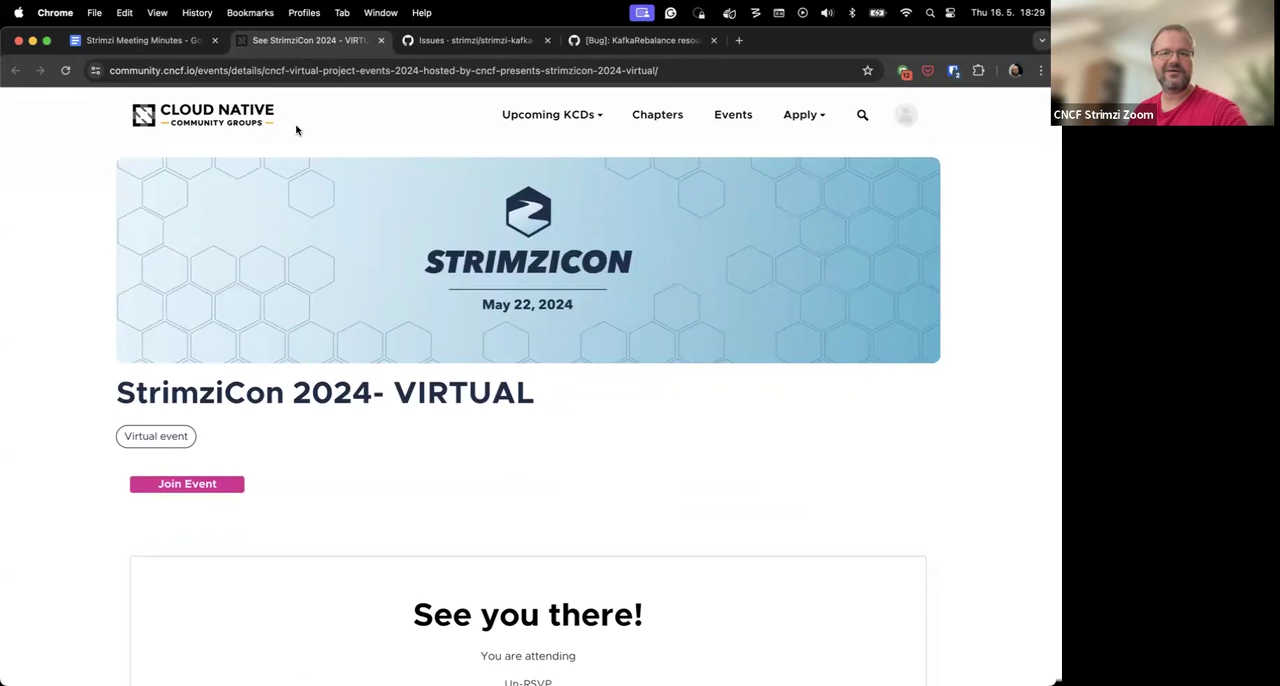 Chrome File Edit View History Bookmarks Profiles Tab Window Help Thu 16. 5. 18:29
Strimzi Meeting Minutes - Go
See StrimziCon 2024 - VIRTU
Issues · strimzi/strimzi-kafka
[Bug]: KafkaRebalance resou
community.cncf.io/events/details/cncf-virtual-project-events-2024-hosted-by-cncf-presents-strimzicon-2024-virtual/
12
2
CNCF Strimzi Zoom
CLOUD NATIVE
COMMUNITY GROUPS
Upcoming KCDs Chapters Events Apply
STRIMZICON
May 22, 2024
StrimziCon 2024- VIRTUAL
Virtual event
Join Event
See you there!
You are attending
Un-RSVP